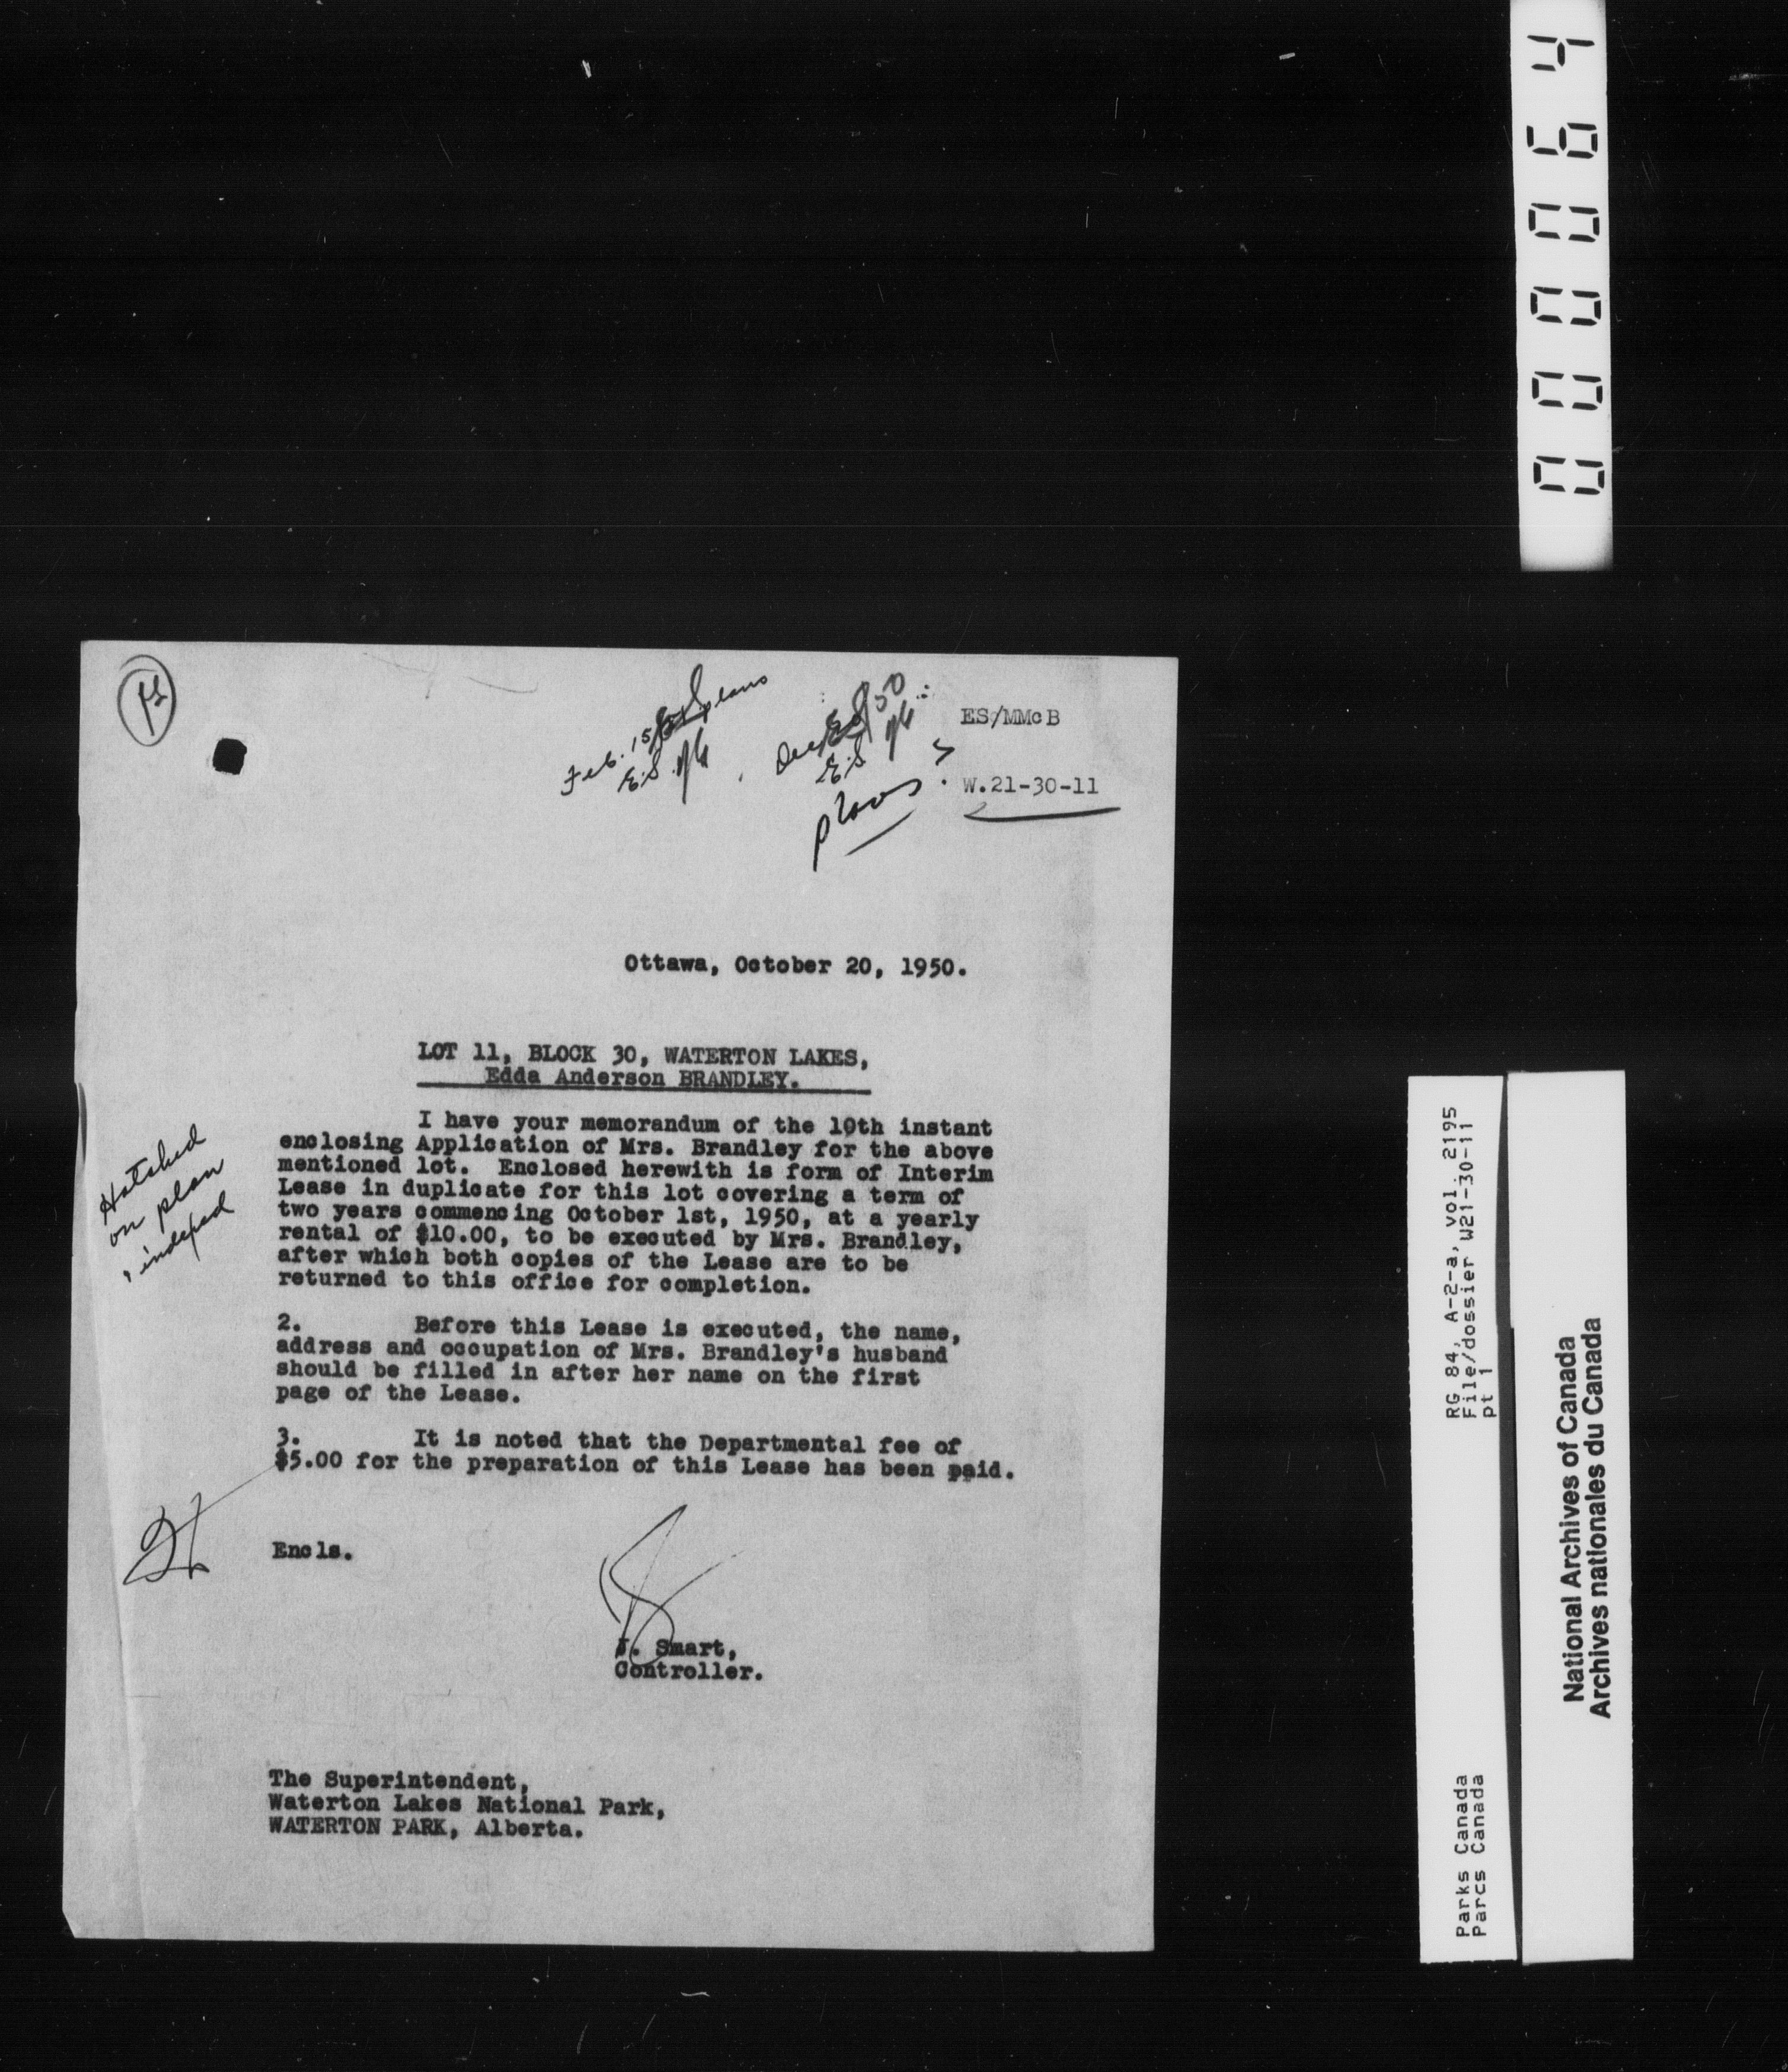 000064
ES/MMcB
W.21-30-11
Feb. 15
E.S.
Dec 50
E.S.
plans
Ottawa, October 20, 1950.
LOT 11, BLOCK 30, WATERTON LAKES,
Edda Anderson BRANDLEY.
I have your memorandum of the 10th instant
enclosing Application of Mrs. Brandley for the above
mentioned lot. Enclosed herewith is form of Interim
Lease in duplicate for this lot covering a term of
two years commencing October 1st, 1950, at a yearly
rental of $10.00, to be executed by Mrs. Brandley,
after which both copies of the Lease are to be
returned to this office for completion.
Hatched
on plan
2. Before this Lease is executed, the name,
address and occupation of Mrs. Brandley's husband
should be filled in after her name on the first
page of the Lease.
3. It is noted that the Departmental fee of
$5.00 for the preparation of this Lease has been paid.
Encls.
J. Smart,
Controller.
The Superintendent,
Waterton Lakes National Park,
WATERTON PARK, Alberta.
RG 84, A-2-a, vol. 2195
File/dossier W21-30-11
pt 1
Parks Canada
Parcs Canada
National Archives of Canada
Archives nationales du Canada